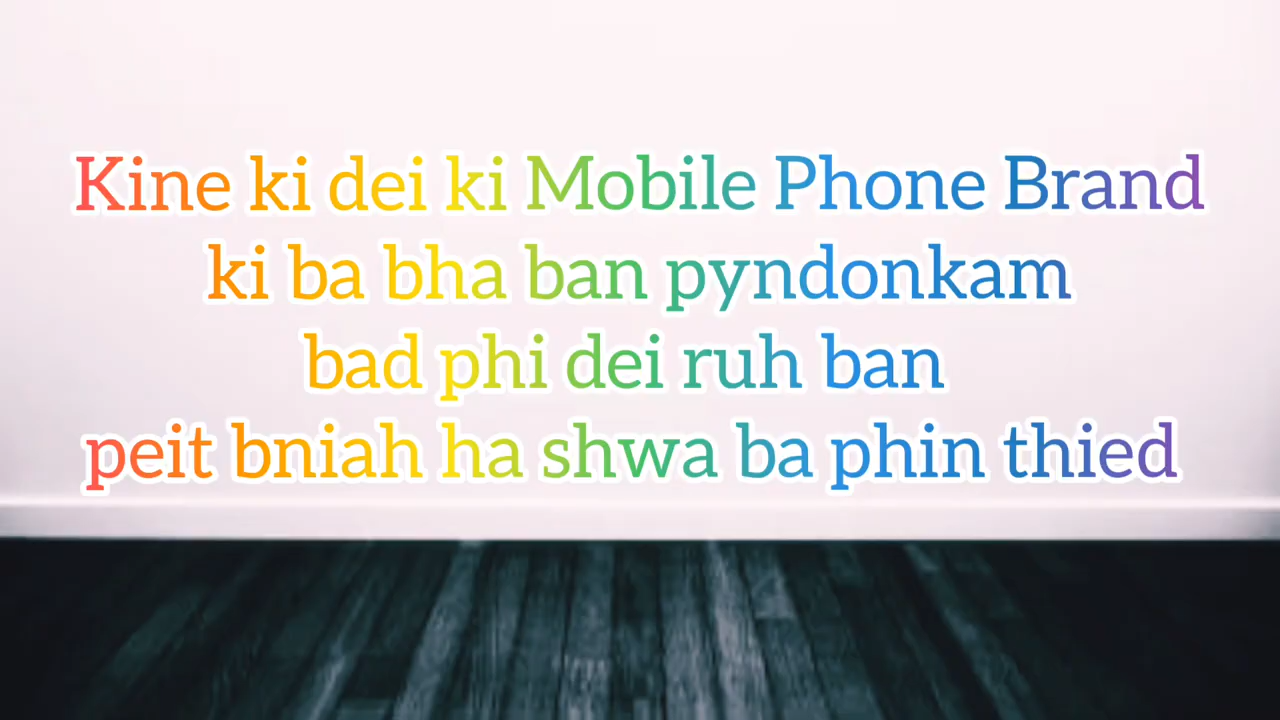 Kine ki dei ki Mobile Phone Brand
ki ba bha ban pyndonkam
bad phi dei ruh ban
peit bniah ha shwa ba phin thied